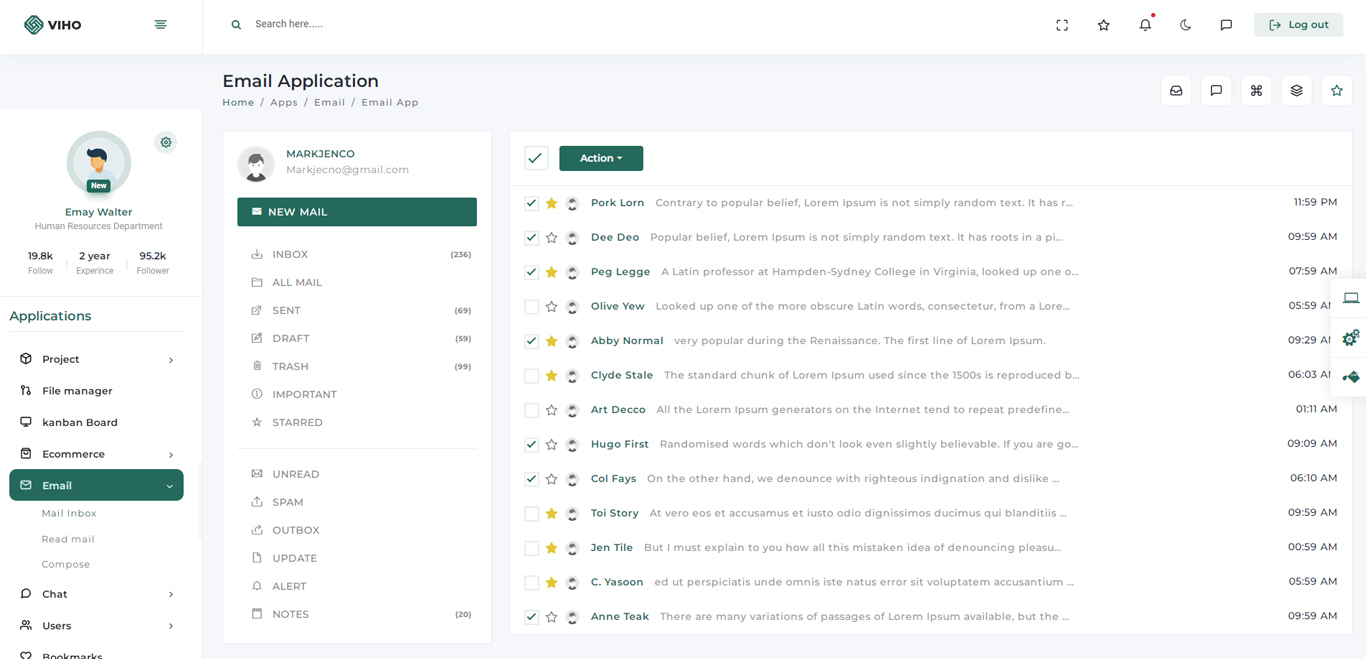 VIHO
Search here.....
Log out
Email Application
Home / Apps / Email / Email App
New
Emay Walter
Human Resources Department
19.8k 2 year 95.2k
Follow Experince Follower
Applications
Project
File manager
kanban Board
Ecommerce
Email
Mail Inbox
Read mail
Compose
Chat
Users
Bookmarks
MARKJENCO
Markjecno@gmail.com
NEW MAIL
INBOX (236)
ALL MAIL
SENT (69)
DRAFT (59)
TRASH (99)
IMPORTANT
STARRED
UNREAD
SPAM
OUTBOX
UPDATE
ALERT
NOTES (20)
Action
Pork Lorn Contrary to popular belief, Lorem Ipsum is not simply random text. It has r... 11:59 PM
Dee Deo Popular belief, Lorem Ipsum is not simply random text. It has roots in a pi... 09:59 AM
Peg Legge A Latin professor at Hampden-Sydney College in Virginia, looked up one o... 07:59 AM
Olive Yew Looked up one of the more obscure Latin words, consectetur, from a Lore... 05:59
Abby Normal very popular during the Renaissance. The first line of Lorem Ipsum. 09:29
Clyde Stale The standard chunk of Lorem Ipsum used since the 1500s is reproduced b... 06:03
Art Decco All the Lorem Ipsum generators on the Internet tend to repeat predefine... 01:11 AM
Hugo First Randomised words which don't look even slightly believable. If you are go... 09:09 AM
Col Fays On the other hand, we denounce with righteous indignation and dislike ... 06:10 AM
Toi Story At vero eos et accusamus et iusto odio dignissimos ducimus qui blanditiis ... 09:59 AM
Jen Tile But I must explain to you how all this mistaken idea of denouncing pleasu... 00:59 AM
C. Yasoon ed ut perspiciatis unde omnis iste natus error sit voluptatem accusantium ... 05:59 AM
Anne Teak There are many variations of passages of Lorem Ipsum available, but the ... 09:59 AM